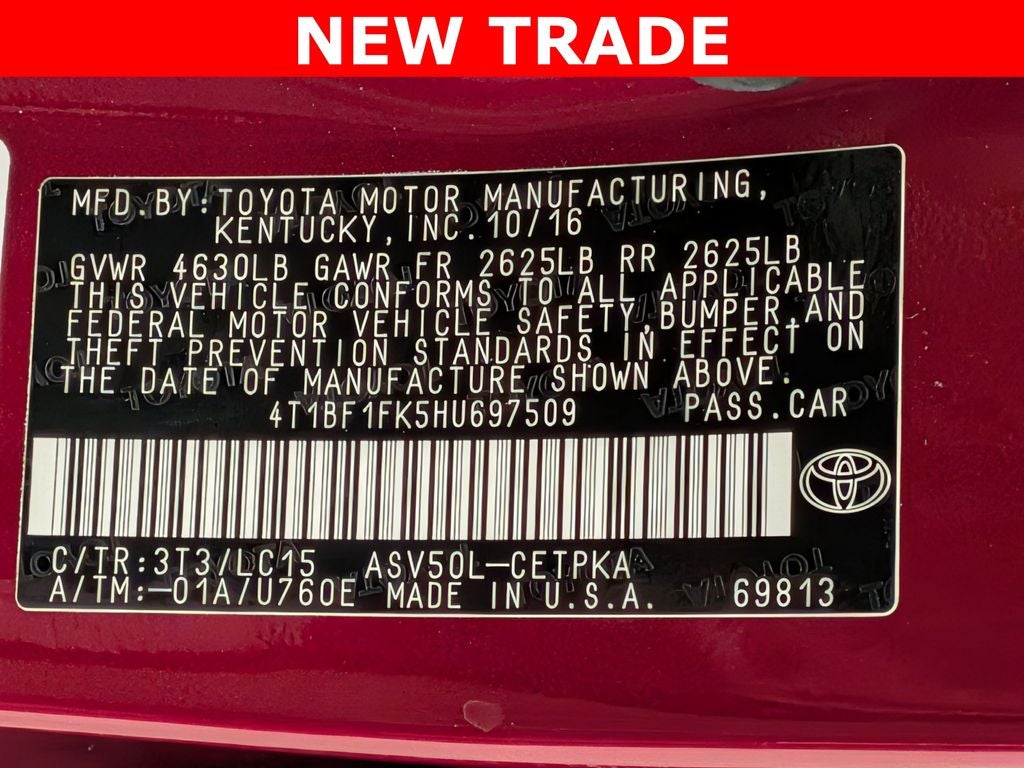 NEW TRADE
MFD.BY:TOYOTA MOTOR MANUFACTURING,
KENTUCKY,INC.10/16
GVWR 4630LB GAWR FR 2625LB RR 2625LB
THIS VEHICLE CONFORMS TO ALL APPLICABLE
FEDERAL MOTOR VEHICLE SAFETY,BUMPER,AND
THEFT PREVENTION STANDARDS IN EFFECT ON
THE DATE OF MANUFACTURE SHOWN ABOVE.
4T1BF1FK5HU697509 PASS.CAR
C/TR:3T3/LC15 ASV50L-CETPKA
A/TM:-01A/U760E MADE IN U.S.A. 69813